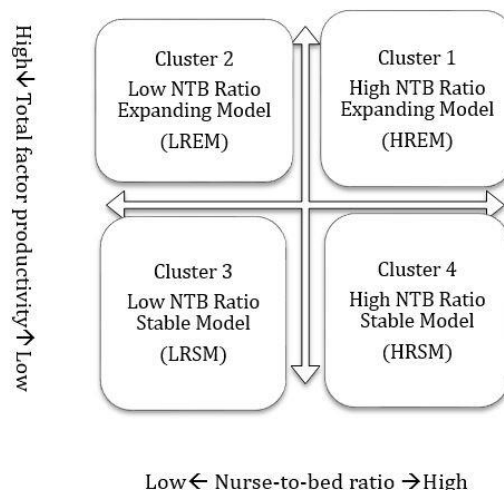 Cluster 2
Low NTB Ratio
Expanding Model
(LREM)
Cluster 1
High NTB Ratio
Expanding Model
(HREM)
High← Total factor productivity→ Low
Cluster 3
Low NTB Ratio
Stable Model
(LRSM)
Cluster 4
High NTB Ratio
Stable Model
(HRSM)
Low← Nurse-to-bed ratio →High